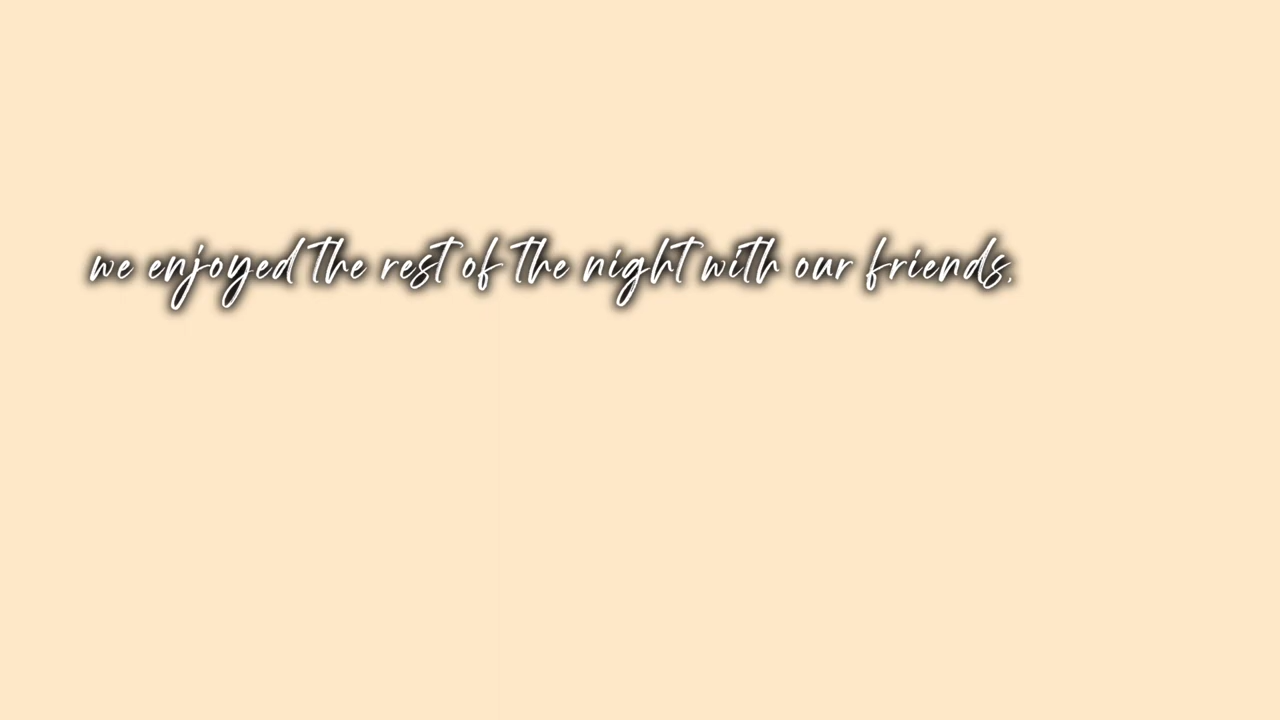 we enjoyed the rest of the night with our friends,